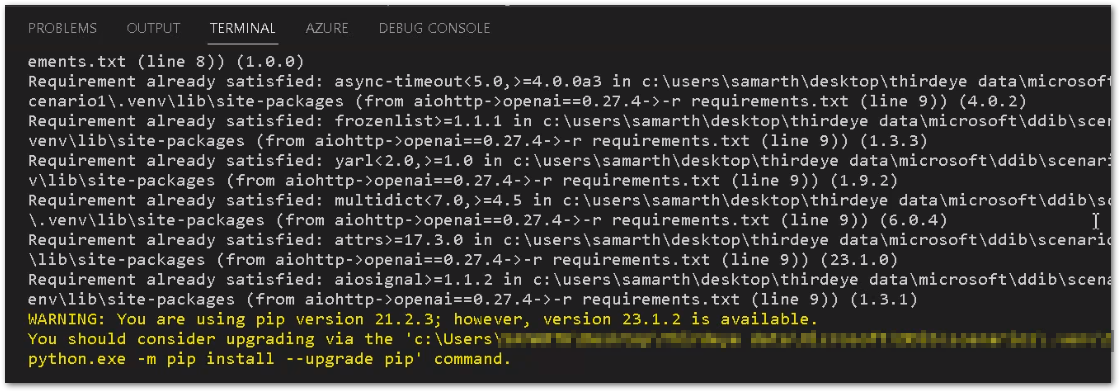 PROBLEMS OUTPUT TERMINAL AZURE DEBUG CONSOLE
ements.txt (line 8)) (1.0.0)
Requirement already satisfied: async-timeout<5.0,>=4.0.0a3 in c:\users\samarth\desktop\thirdeye data\microsoft
cenario1\.venv\lib\site-packages (from aiohttp->openai==0.27.4->-r requirements.txt (line 9)) (4.0.2)
Requirement already satisfied: frozenlist>=1.1.1 in c:\users\samarth\desktop\thirdeye data\microsoft\ddib\scen
venv\lib\site-packages (from aiohttp->openai==0.27.4->-r requirements.txt (line 9)) (1.3.3)
Requirement already satisfied: yarl<2.0,>=1.0 in c:\users\samarth\desktop\thirdeye data\microsoft\ddib\scenari
v\lib\site-packages (from aiohttp->openai==0.27.4->-r requirements.txt (line 9)) (1.9.2)
Requirement already satisfied: multidict<7.0,>=4.5 in c:\users\samarth\desktop\thirdeye data\microsoft\ddib\sc
\.venv\lib\site-packages (from aiohttp->openai==0.27.4->-r requirements.txt (line 9)) (6.0.4)
Requirement already satisfied: attrs>=17.3.0 in c:\users\samarth\desktop\thirdeye data\microsoft\ddib\scenario
\lib\site-packages (from aiohttp->openai==0.27.4->-r requirements.txt (line 9)) (23.1.0)
Requirement already satisfied: aiosignal>=1.1.2 in c:\users\samarth\desktop\thirdeye data\microsoft\ddib\scena
env\lib\site-packages (from aiohttp->openai==0.27.4->-r requirements.txt (line 9)) (1.3.1)
WARNING: You are using pip version 21.2.3; however, version 23.1.2 is available.
You should consider upgrading via the 'c:\Users\
python.exe -m pip install --upgrade pip' command.